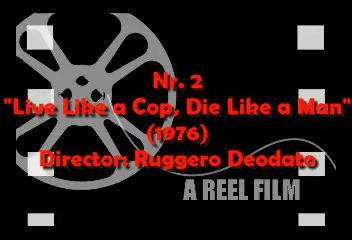 Nr. 2
"Live Like a Cop, Die Like a Man"
(1976)
Director: Ruggero Deodato
A REEL FILM